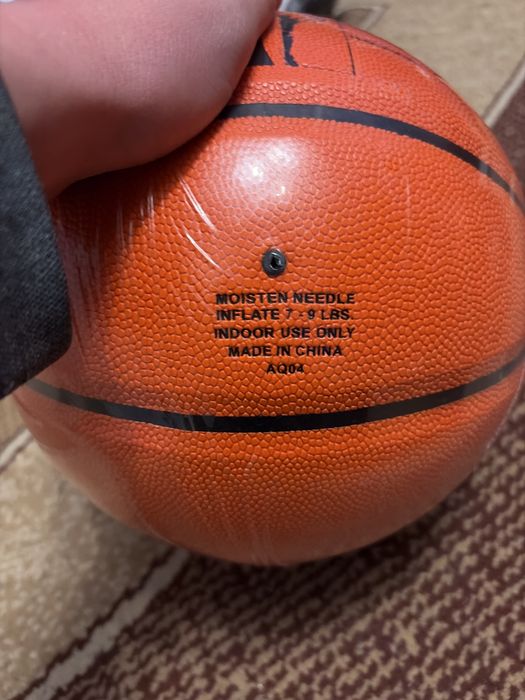 MOISTEN NEEDLE
INFLATE 7 - 9 LBS.
INDOOR USE ONLY
MADE IN CHINA
AQ04